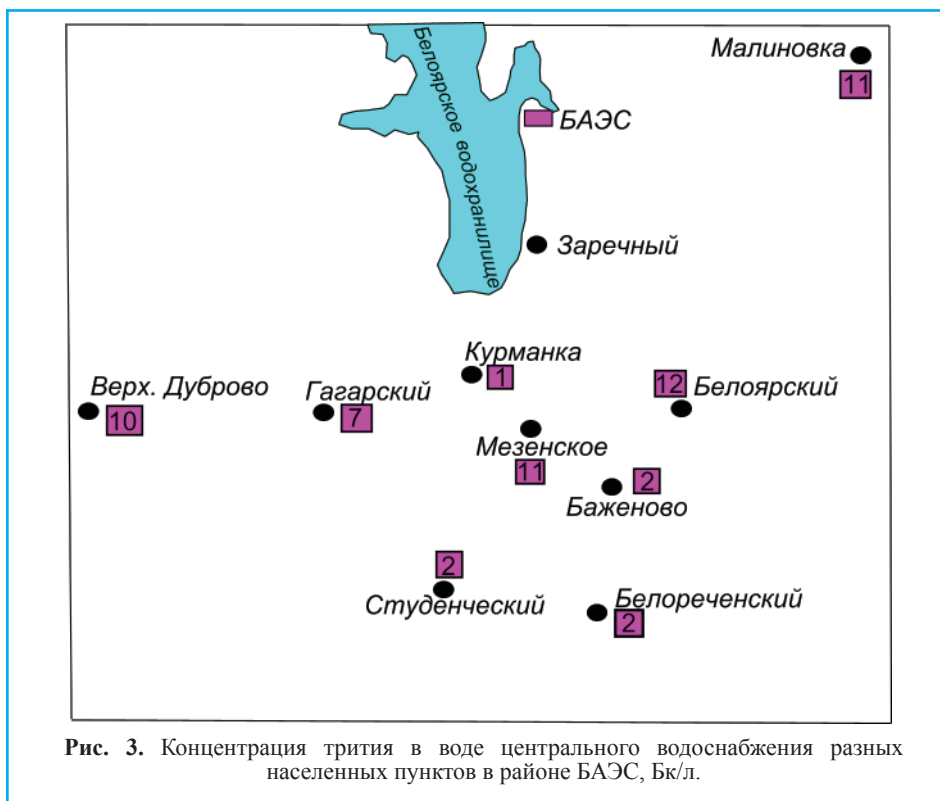 Белоярское водохранилище
Малиновка
11
БАЭС
Заречный
Курманка
1
Верх. Дуброво
10
Гагарский
7
12
Белоярский
Мезенское
11
2
Баженово
2
Студенческий
Белореченский
2
Рис. 3. Концентрация трития в воде центрального водоснабжения разных
населенных пунктов в районе БАЭС, Бк/л.